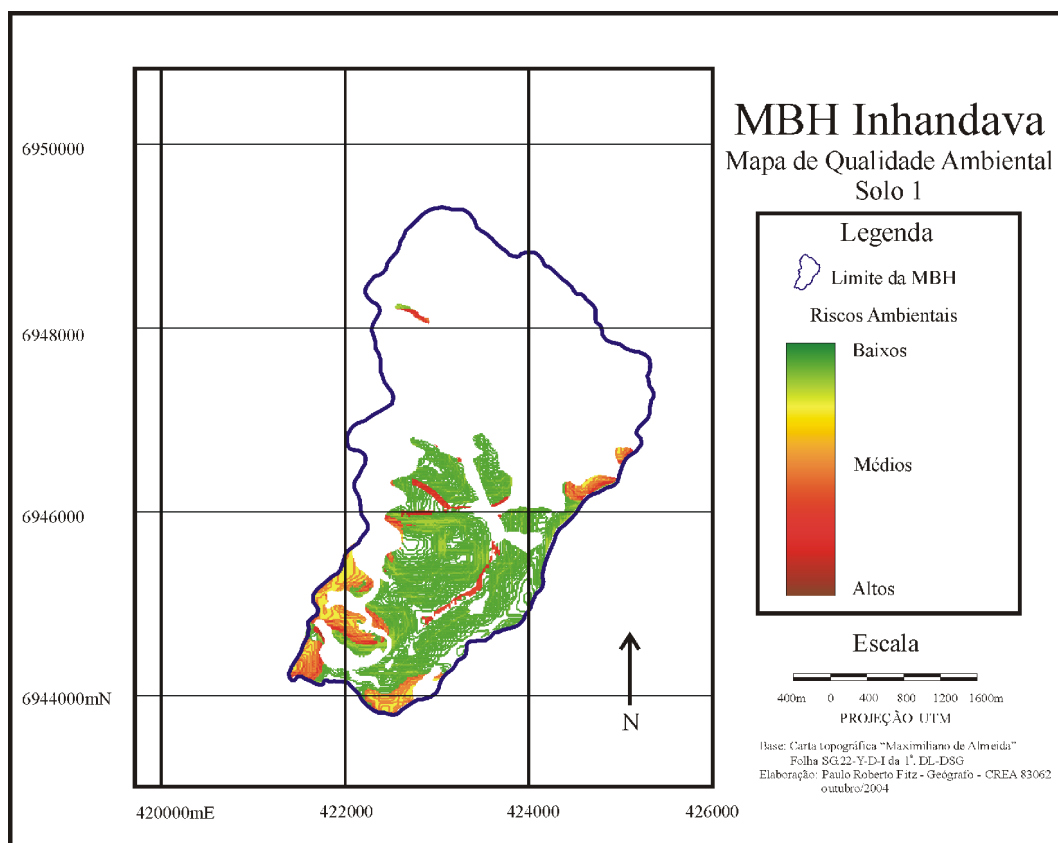 MBH Inhandava
Mapa de Qualidade Ambiental
Solo 1
Legenda
Limite da MBH
Riscos Ambientais
Baixos
Médios
Altos
Escala
400m 0 400 800 1200 1600m
PROJEÇÃO UTM
Base: Carta topográfica "Maximiliano de Almeida"
Folha SG.22-Y-D-I da 1ª. DL-DSG
Elaboração: Paulo Roberto Fitz - Geógrafo - CREA 83062
outubro/2004
N
6950000
6948000
6946000
6944000mN
420000mE 422000 424000 426000